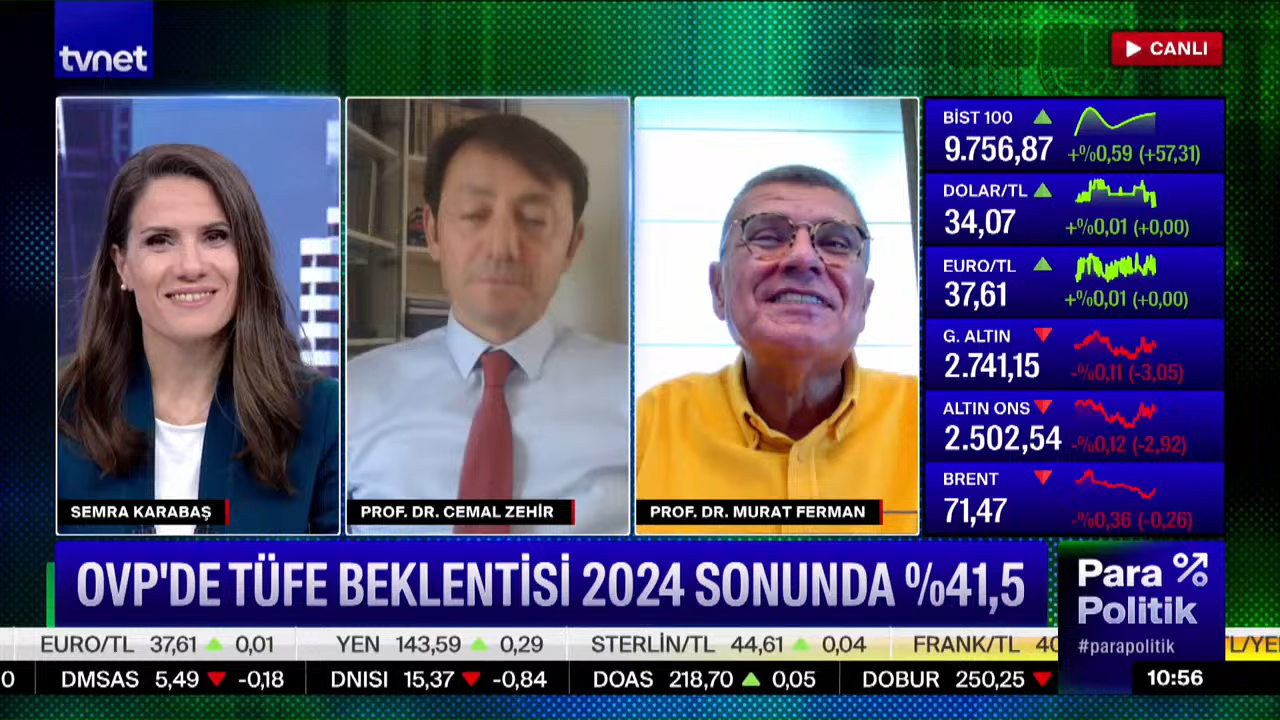 tvnet
CANLI
BİST 100
9.756,87
+%0,59 (+57,31)
DOLAR/TL
34,07
+%0,01 (+0,00)
EURO/TL
37,61
+%0,01 (+0,00)
G. ALTIN
2.741,15
-%0,11 (-3,05)
ALTIN ONS
2.502,54
-%0,12 (-2,92)
BRENT
71,47
-%0,36 (-0,26)
SEMRA KARABAŞ
PROF. DR. CEMAL ZEHİR
PROF. DR. MURAT FERMAN
OVP'DE TÜFE BEKLENTİSİ 2024 SONUNDA %41,5
Para %
Politik
#parapolitik
EURO/TL 37,61 0,01 YEN 143,59 0,29 STERLİN/TL 44,61 0,04 FRANK/TL 40
0 DMSAS 5,49 -0,18 DNISI 15,37 -0,84 DOAS 218,70 0,05 DOBUR 250,25
10:56